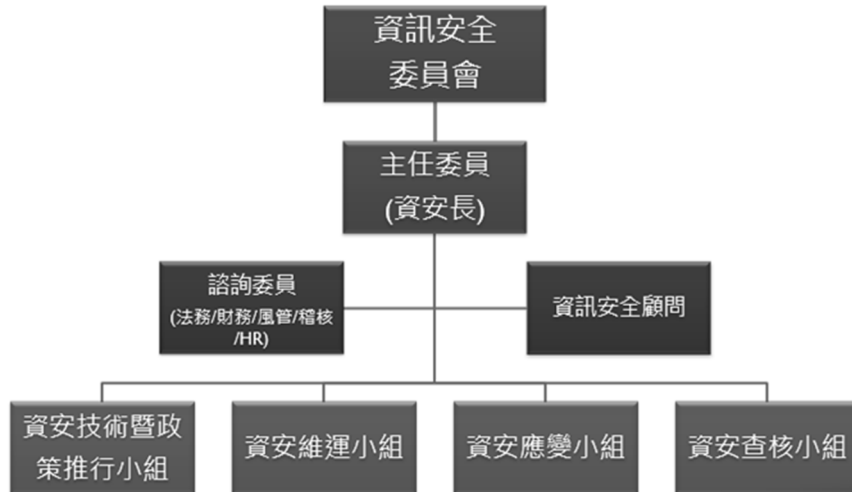 資訊安全
委員會
主任委員
(資安長)
諮詢委員
(法務/財務/風管/稽核
/HR)
資訊安全顧問
資安技術暨政
策推行小組
資安維運小組
資安應變小組
資安查核小組